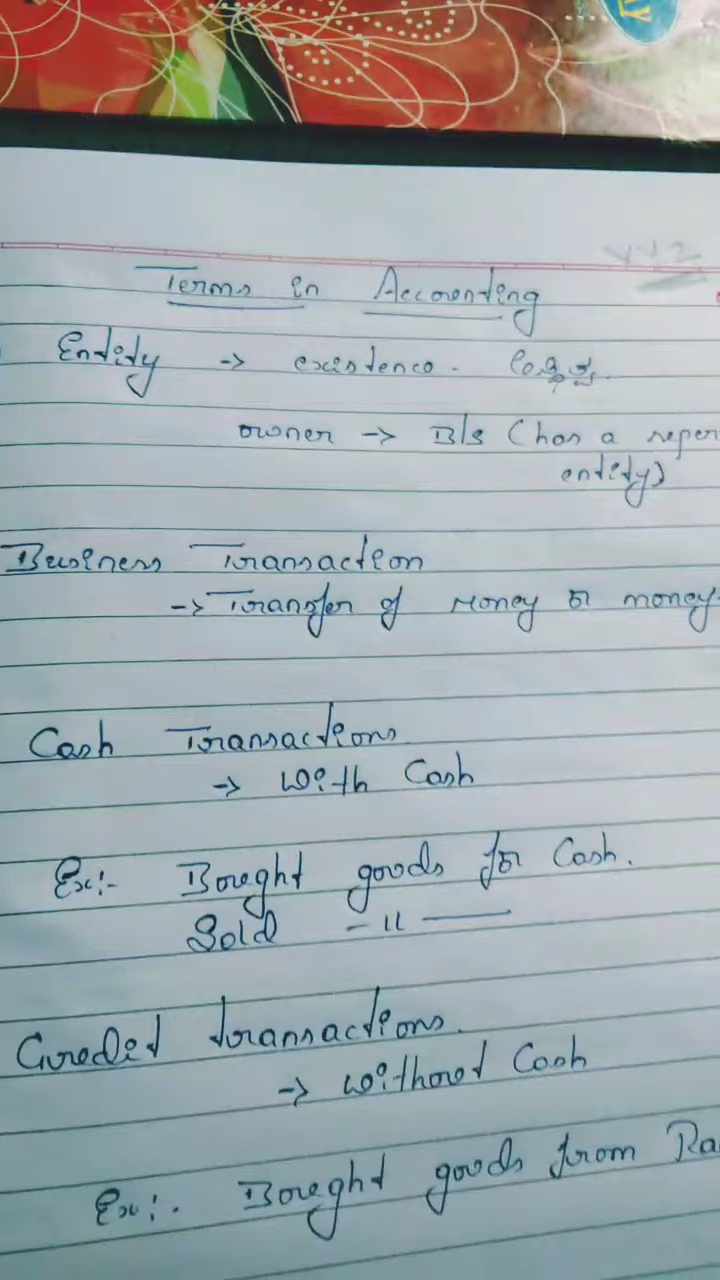 LY
Terms in Accounting
Entity -> existence.
owner -> B/s (has a seper
entity)
Business Transaction
-> Transfer of Money or money
Cash Transactions
-> With Cash
Ex:- Bought goods for Cash.
Sold -11-
Credit transactions.
-> without Cash
Ex:- Bought goods from Ra